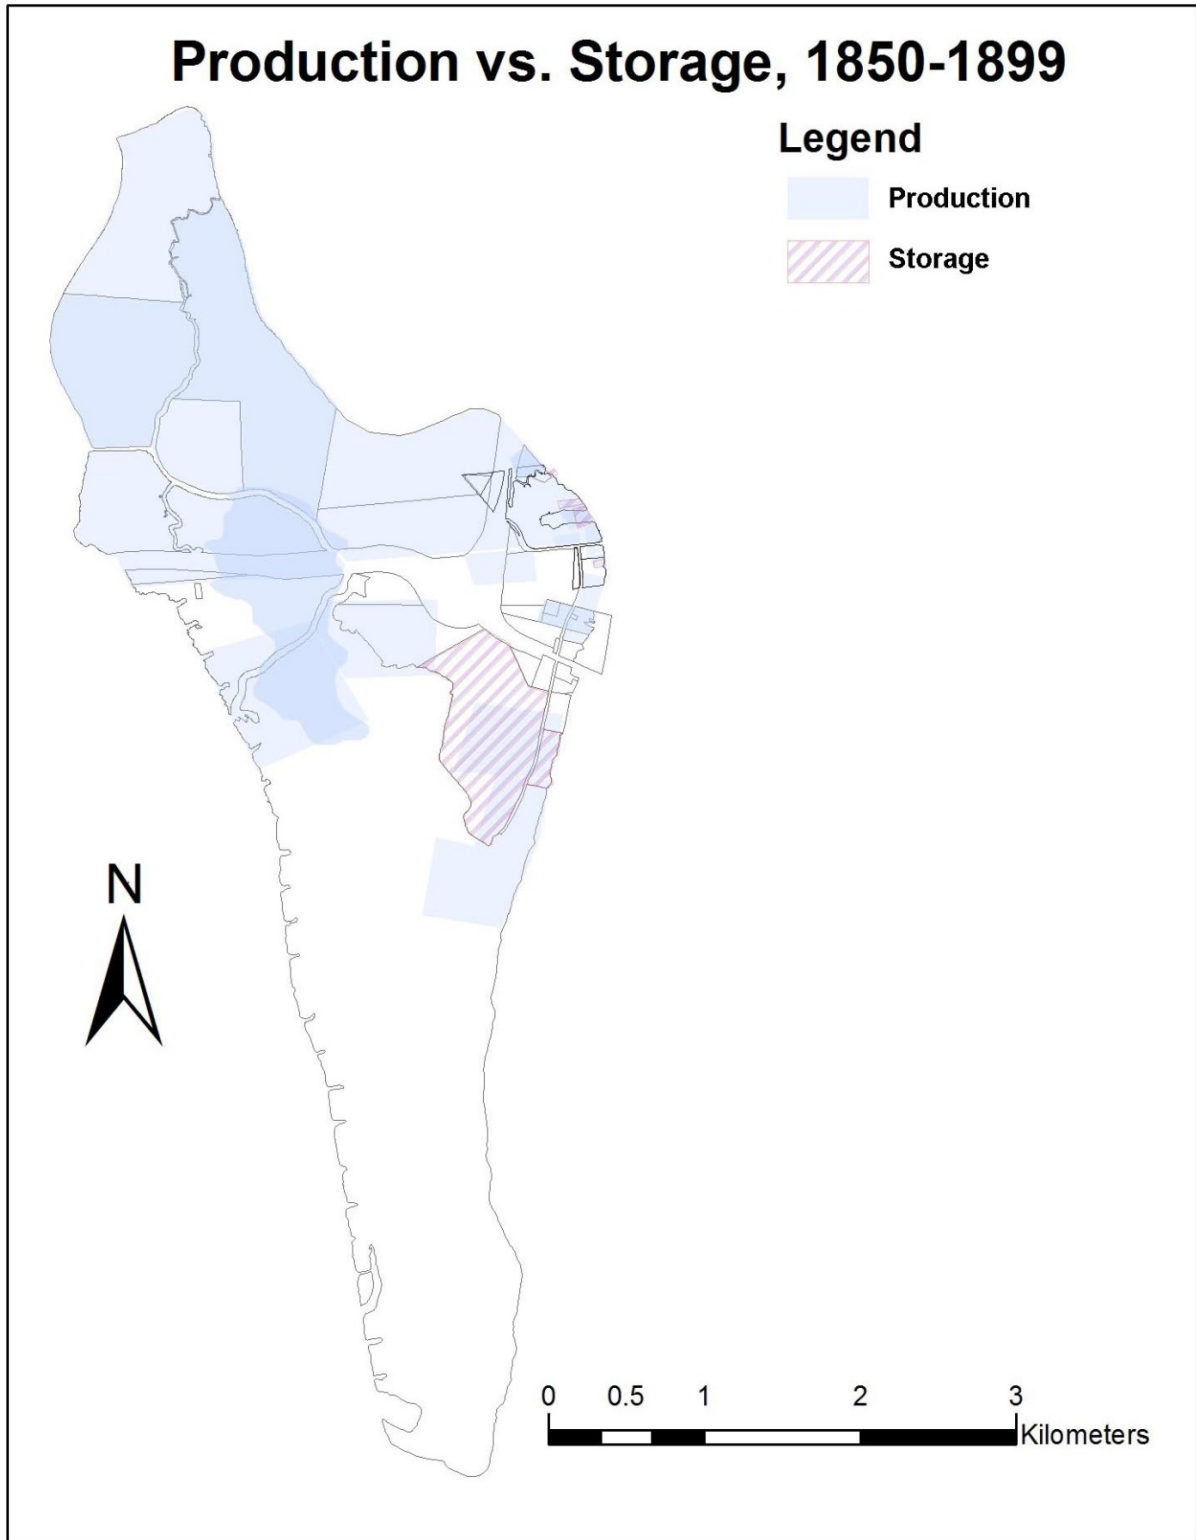 Production vs. Storage, 1850-1899
Legend
Production
Storage
N
0 0.5 1 2 3
Kilometers